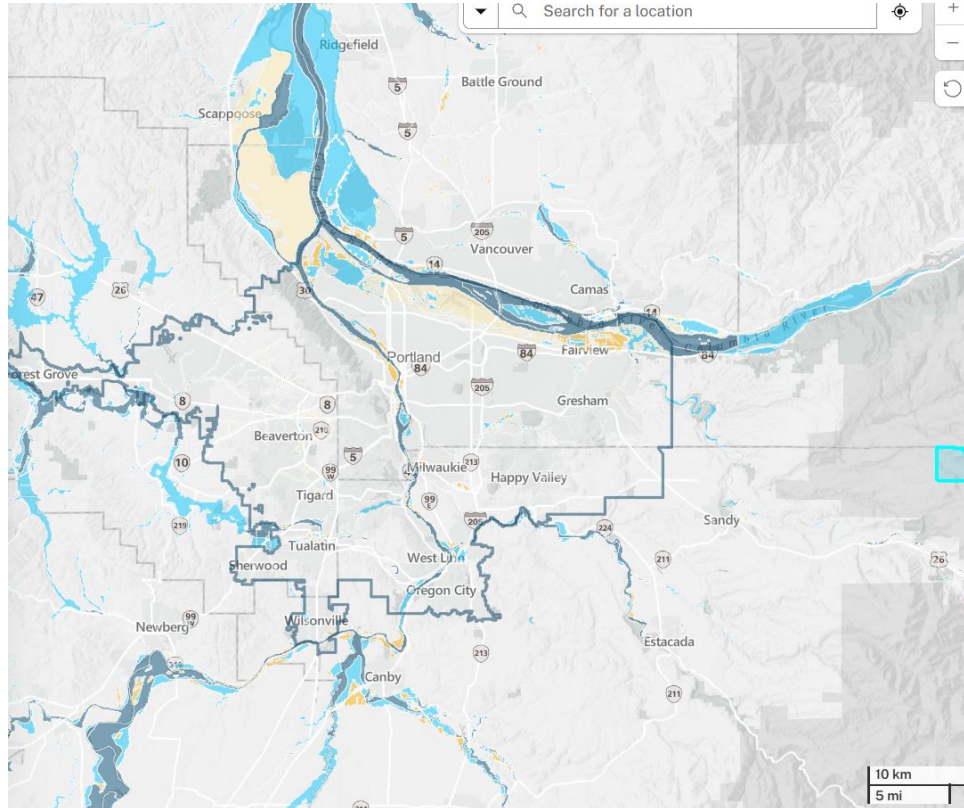 Search for a location
+
−
Ridgefield
Battle Ground
5
Scappoose
5
5
205
Vancouver
14
Camas
47
26
30
14
Columbia River
Portland
84
84
Fairview
84
Forest Grove
205
Gresham
8
8
Beaverton
210
5
99
W
Milwaukie
213
Happy Valley
10
Tigard
99
E
219
205
224
Sandy
Tualatin
West Linn
211
26
Sherwood
Oregon City
Newberg
99
W
Wilsonville
219
213
Estacada
Canby
211
10 km
5 mi